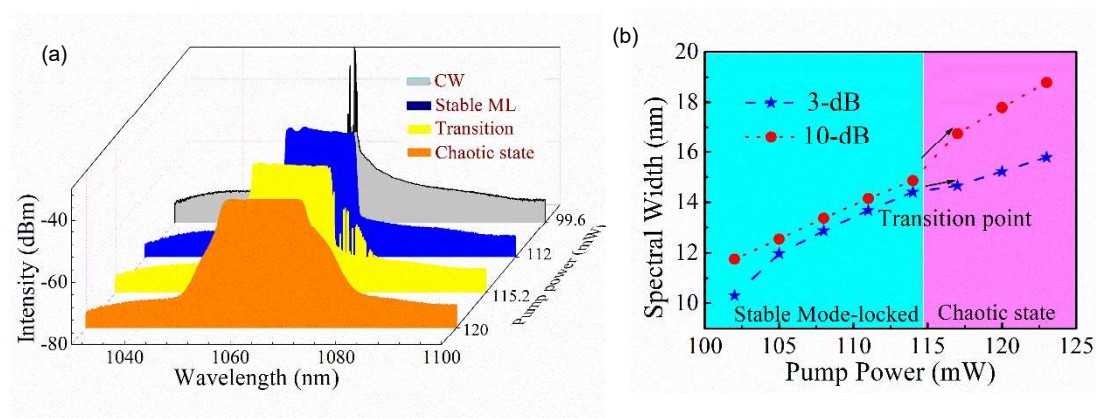 (a)
CW
Stable ML
Transition
Chaotic state
Intensity (dBm)
-40
-60
-80
1040
1060
1080
1100
Wavelength (nm)
99.6
112
115.2
120
Pump power (mW)
(b)
Spectral Width (nm)
20
18
16
14
12
10
3-dB
10-dB
Transition point
Stable Mode-locked
Chaotic state
100
105
110
115
120
125
Pump Power (mW)